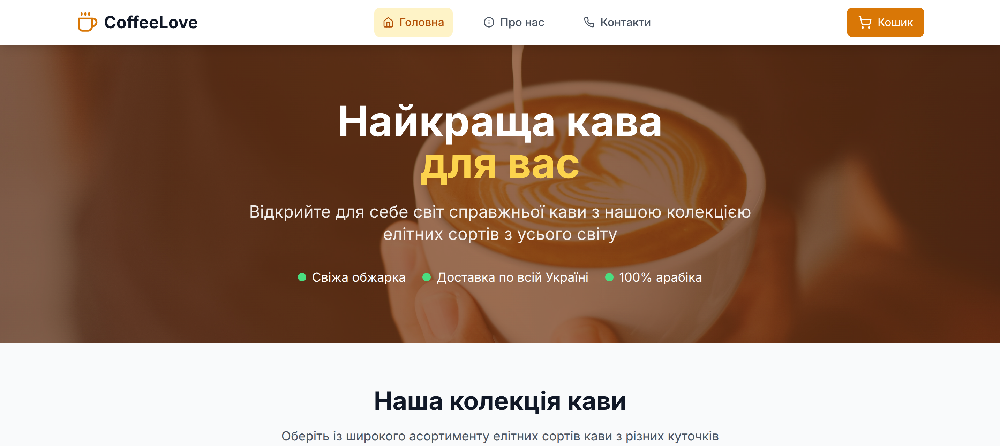 CoffeeLove
Головна
Про нас
Контакти
Кошик
Найкраща кава
для вас
Відкрийте для себе світ справжньої кави з нашою колекцією
елітних сортів з усього світу
Свіжа обжарка
Доставка по всій Україні
100% арабіка
Наша колекція кави
Оберіть із широкого асортименту елітних сортів кави з різних куточків